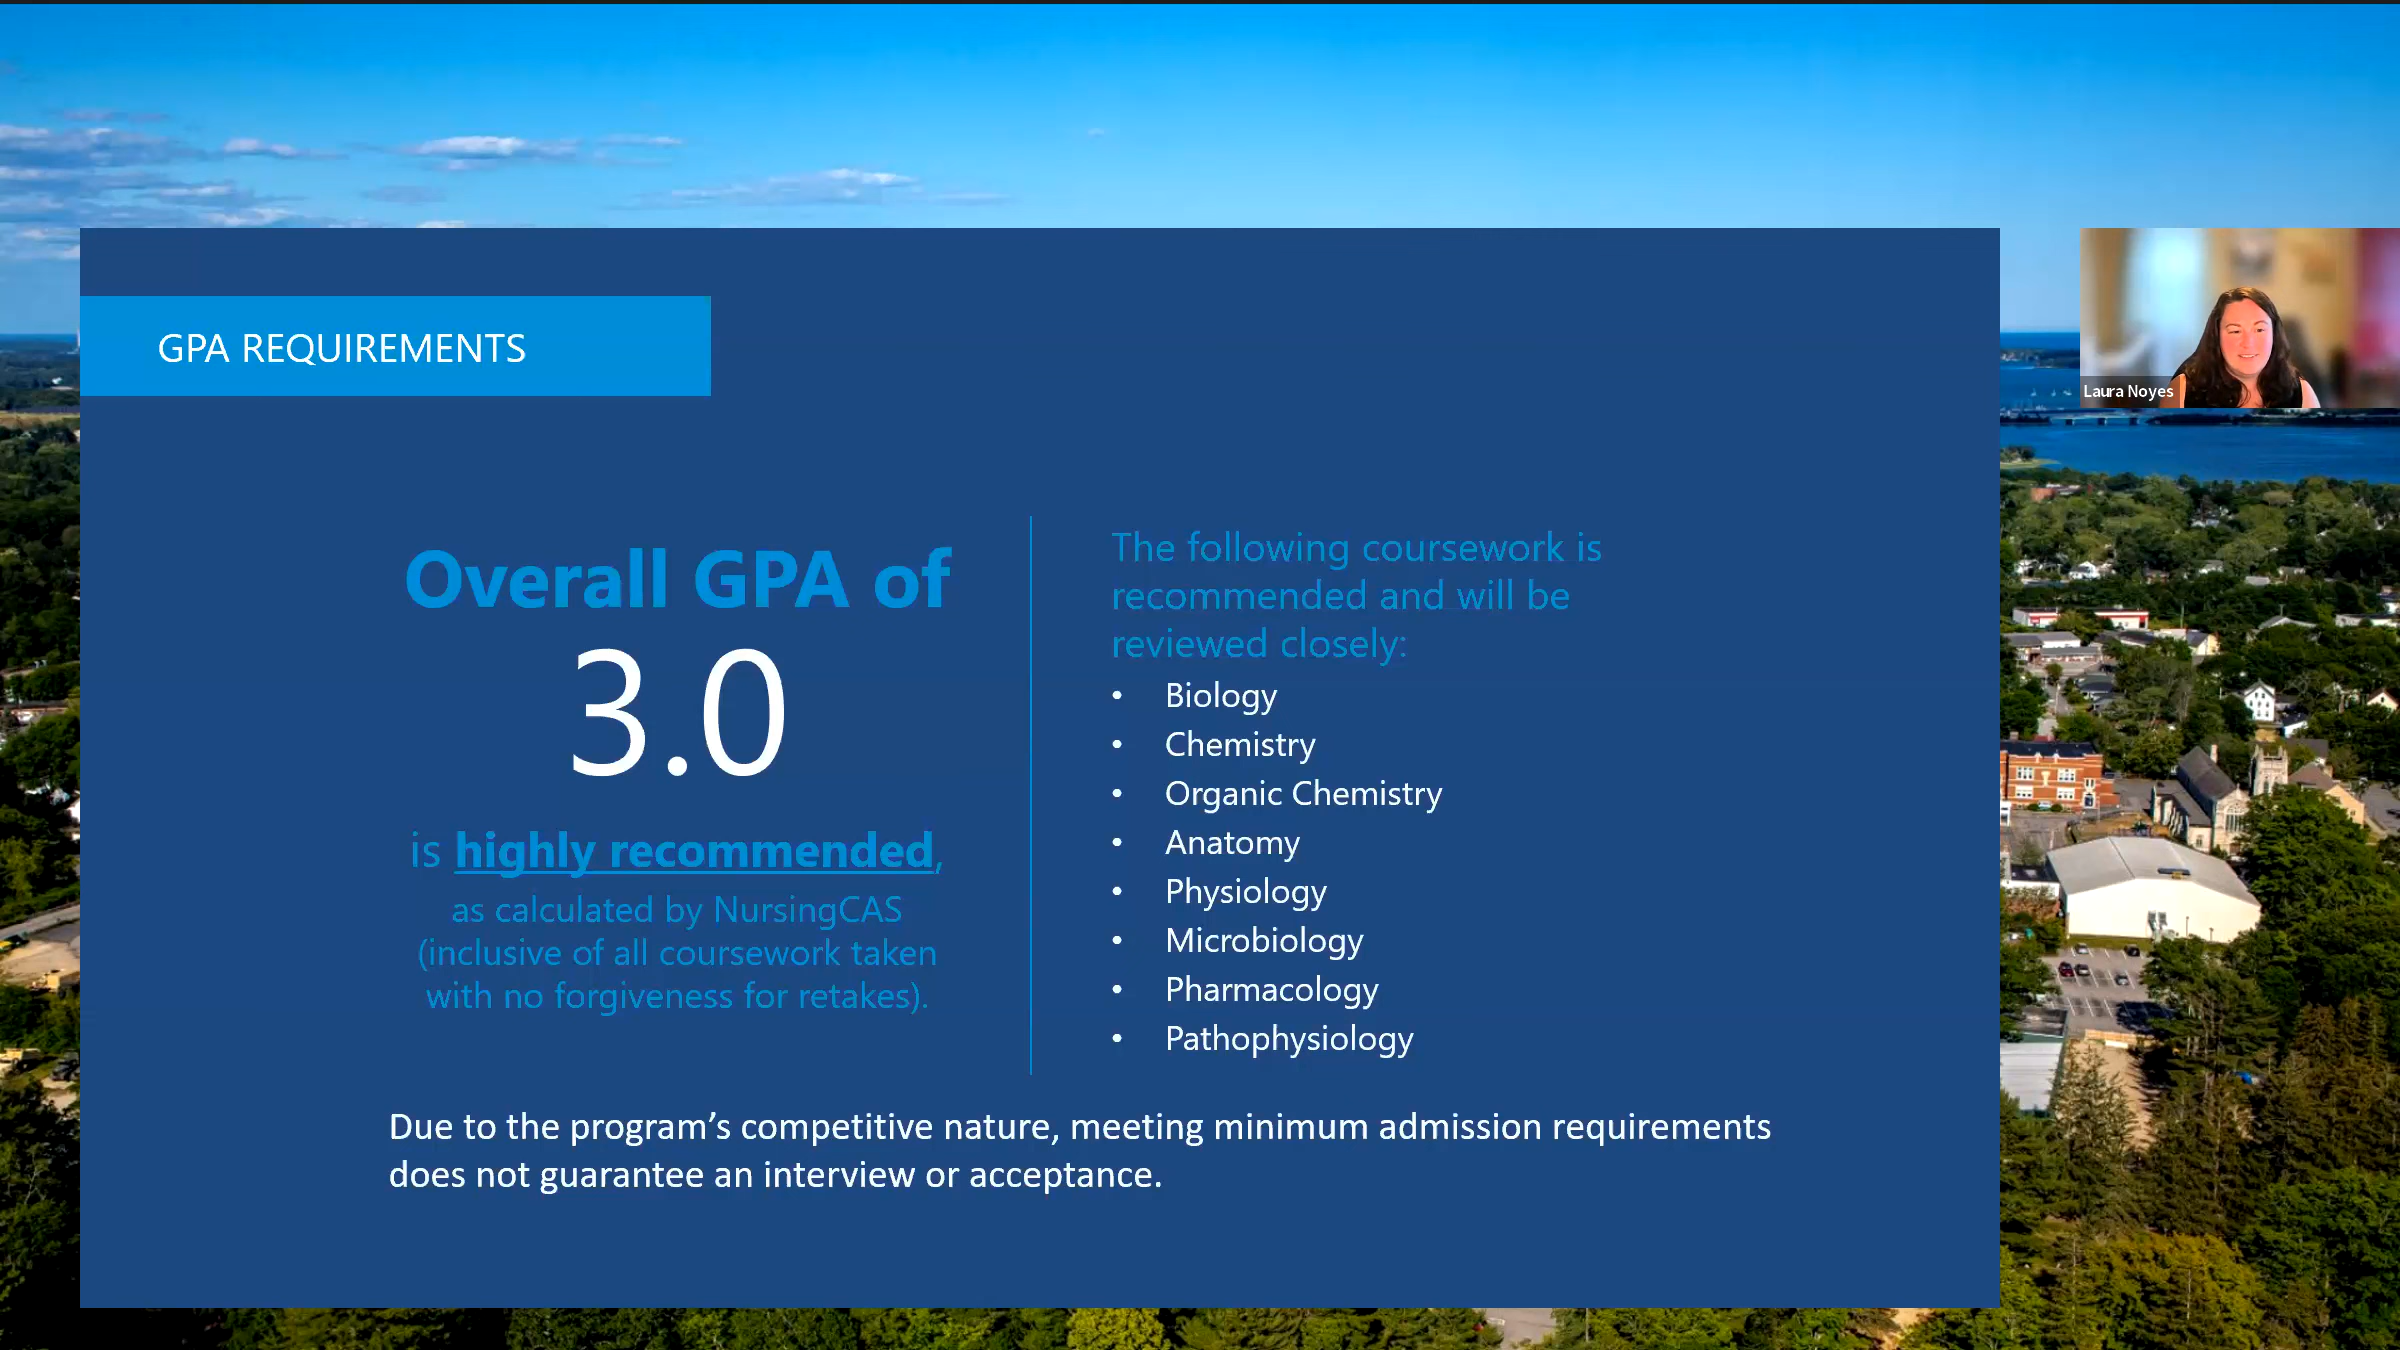 GPA REQUIREMENTS
Overall GPA of
3.0
is highly recommended,
as calculated by NursingCAS
(inclusive of all coursework taken
with no forgiveness for retakes).
The following coursework is
recommended and will be
reviewed closely:
• Biology
• Chemistry
• Organic Chemistry
• Anatomy
• Physiology
• Microbiology
• Pharmacology
• Pathophysiology
Due to the program’s competitive nature, meeting minimum admission requirements
does not guarantee an interview or acceptance.
Laura Noyes